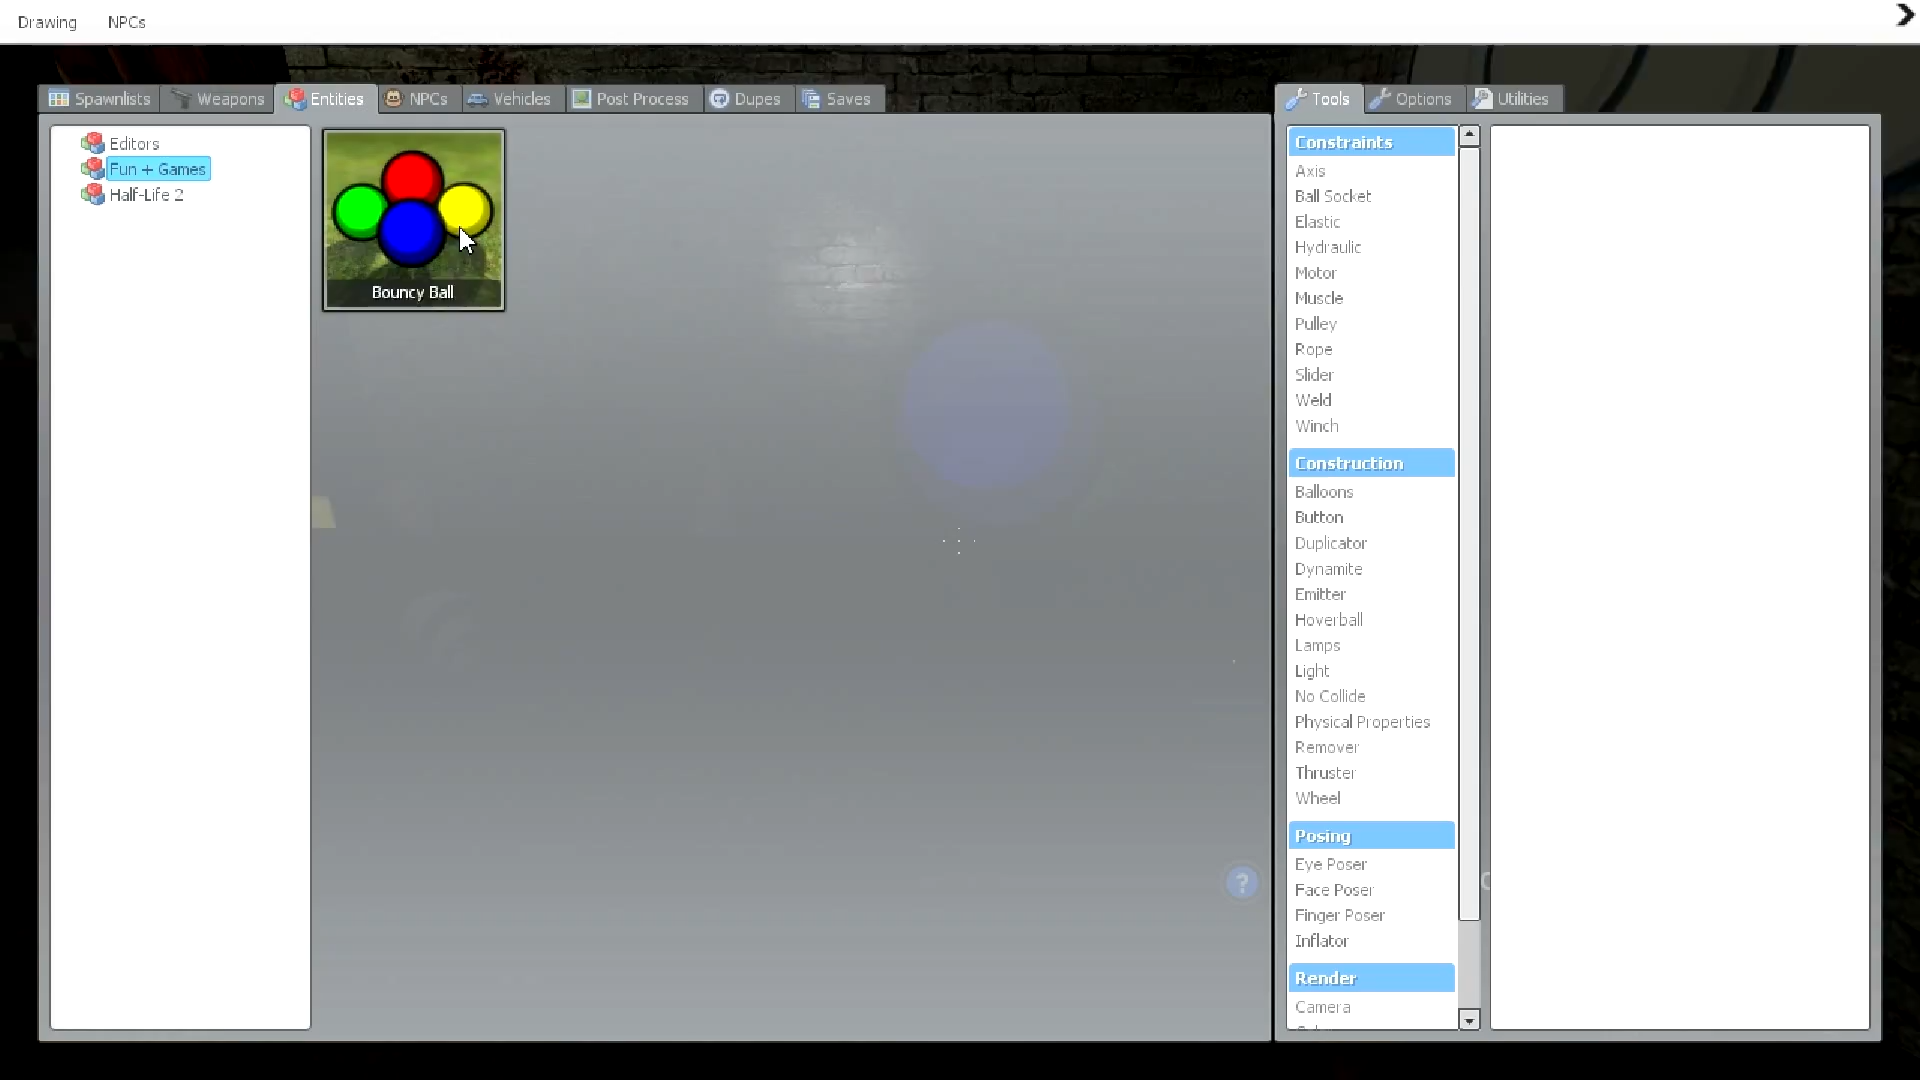 Drawing NPCs
Spawnlists Weapons Entities NPCs Vehicles Post Process Dupes Saves
Tools Options Utilities
Editors
Fun + Games
Half-Life 2
Bouncy Ball
Constraints
Axis
Ball Socket
Elastic
Hydraulic
Motor
Muscle
Pulley
Rope
Slider
Weld
Winch
Construction
Balloons
Button
Duplicator
Dynamite
Emitter
Hoverball
Lamps
Light
No Collide
Physical Properties
Remover
Thruster
Wheel
Posing
Eye Poser
Face Poser
Finger Poser
Inflator
Render
Camera
?